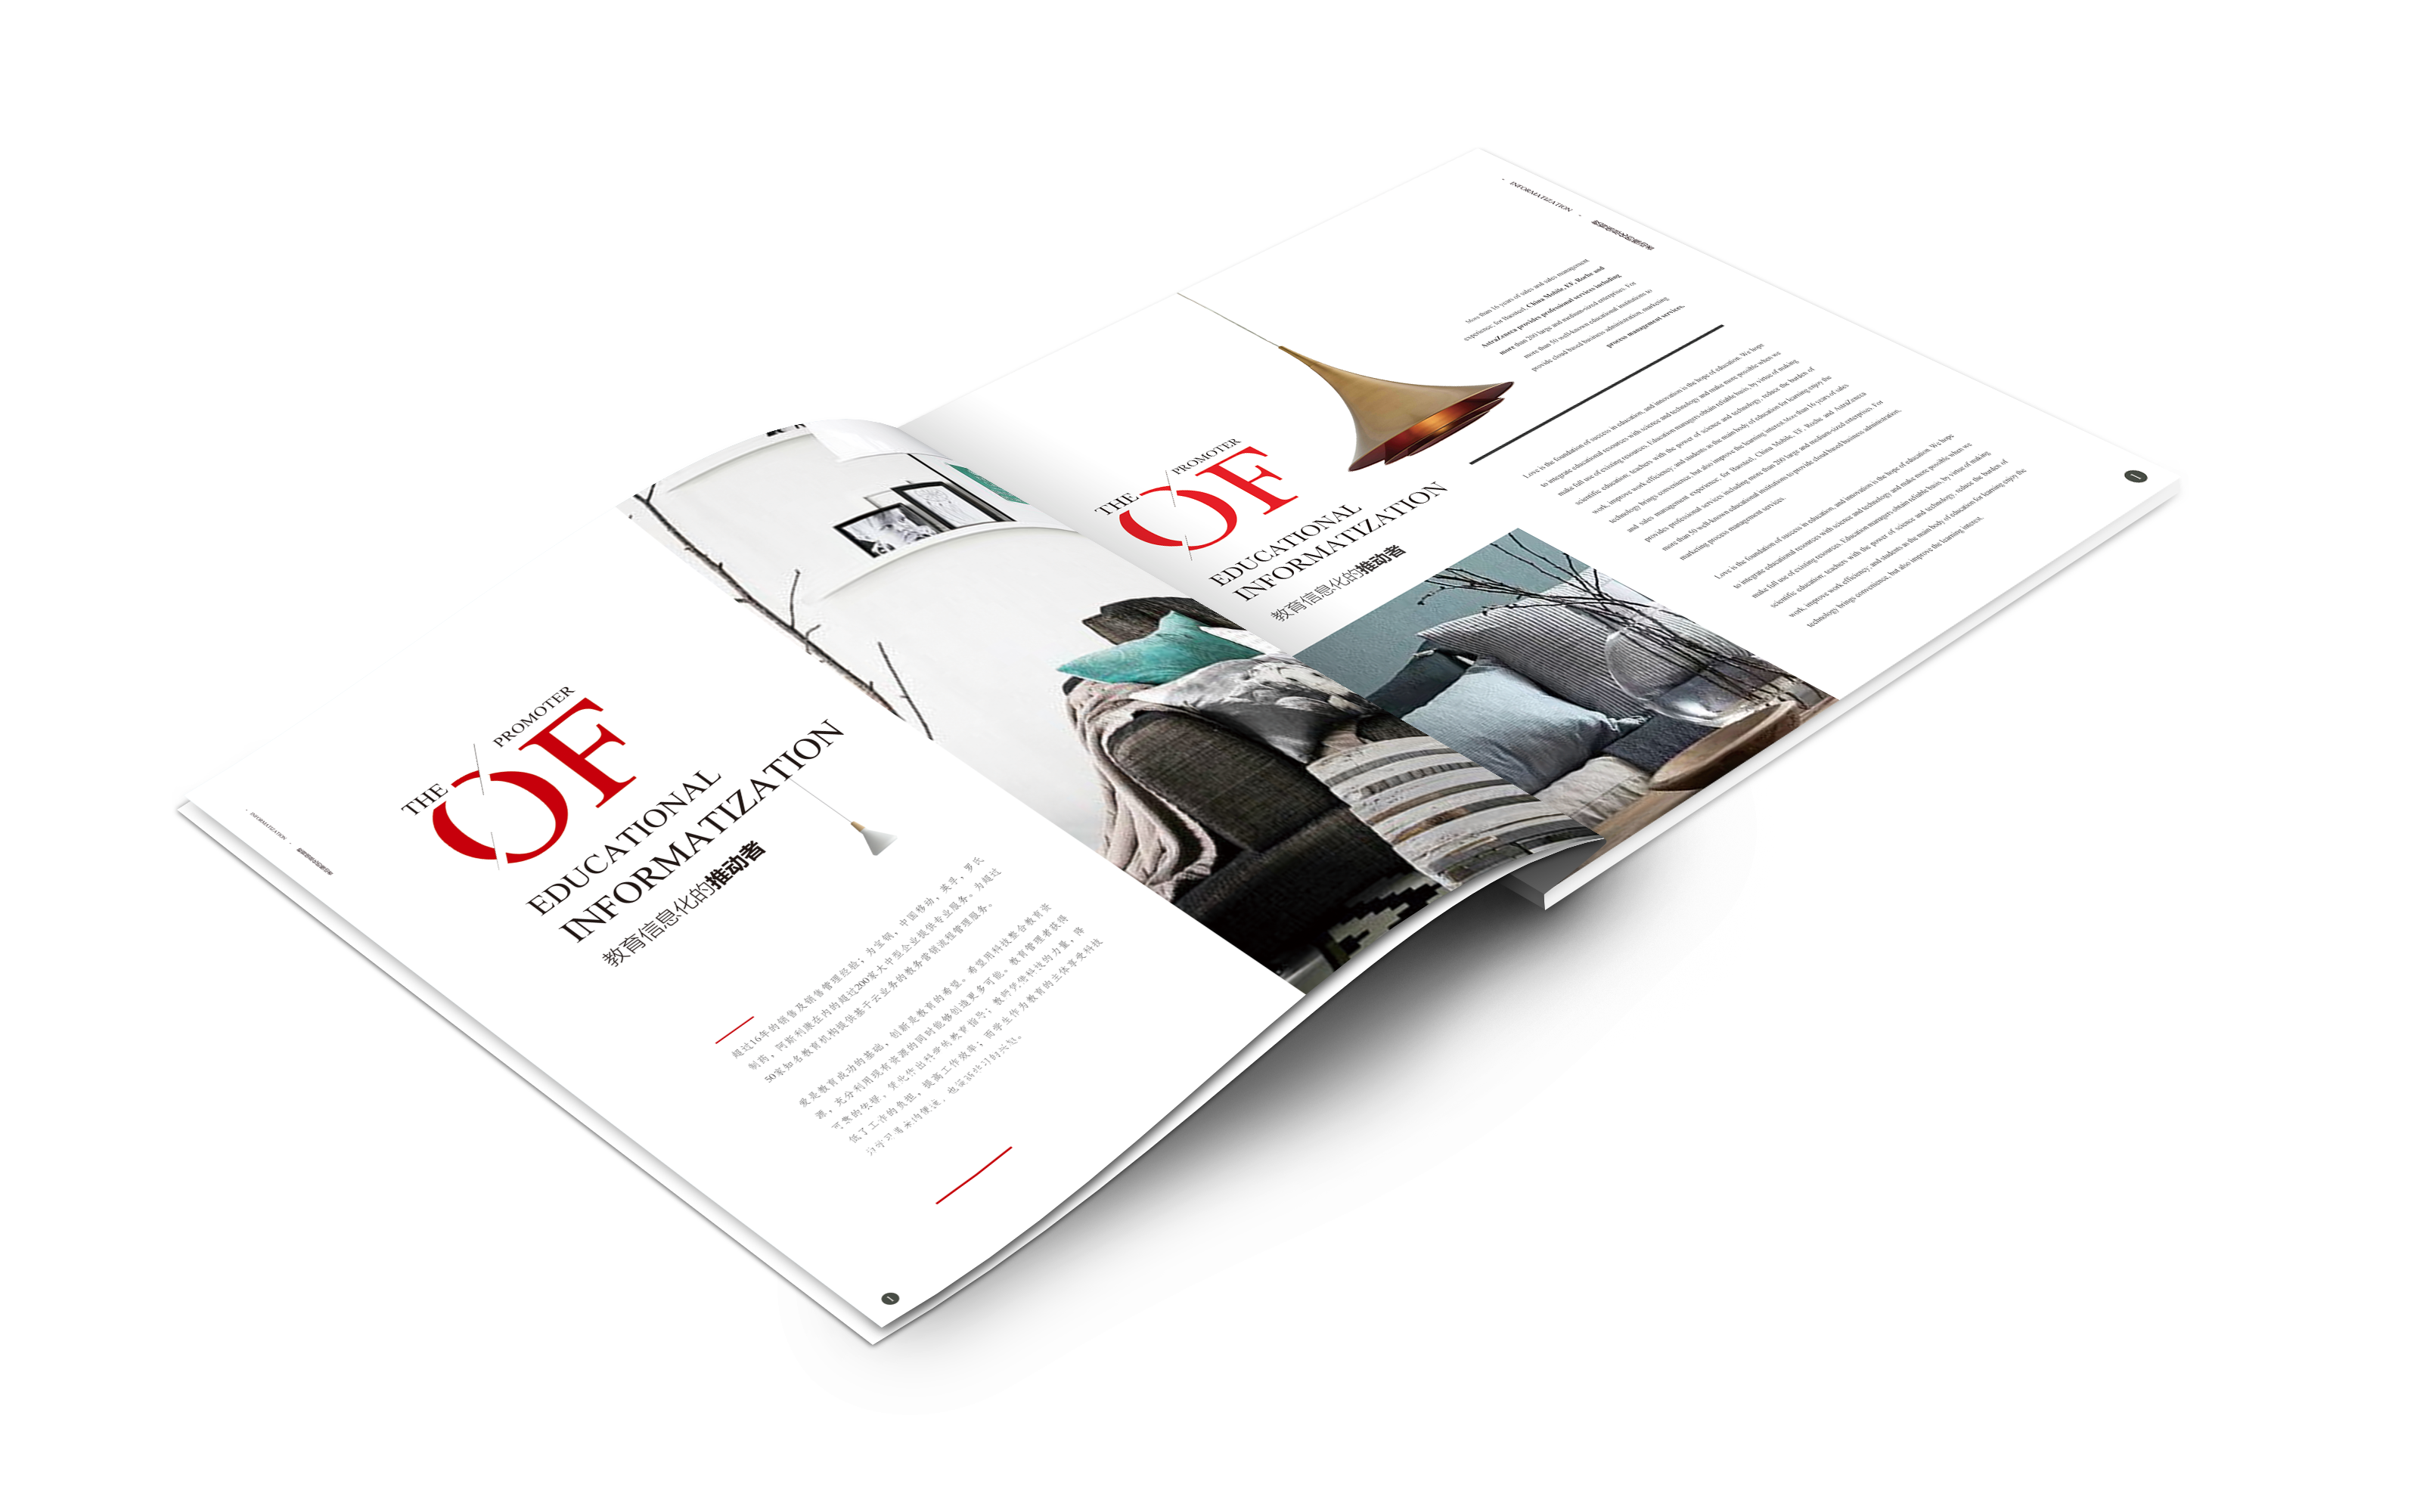 THE
PROMOTER
OF
EDUCATIONAL
INFORMATIZATION
教育信息化的推动者
超过16年的销售及销售管理经验；为宝钢，中国移动，英孚，罗氏
制药，阿斯利康在内的超过200家大中型企业提供专业服务。为超过
50家知名教育机构提供基于云业务的教务营销流程管理服务。
爱是教育成功的基础，创新是教育的希望。希望用科技整合教育资
源，充分利用现有资源的同时能够创造更多可能。教育管理者获得
可靠的依据，凭此作出科学的教育指导；教师凭借科技的力量，降
低了工作的负担，提高工作效率；而学生作为教育的主体享受科技
THE
PROMOTER
OF
EDUCATIONAL
INFORMATIZATION
教育信息化的推动者
INFORMATIZATION
More than 16 years of sales and sales management
experience; for Baosteel, China Mobile, EF, Roche and
AstraZeneca provides professional services including
more than 200 large and medium-sized enterprises. For
more than 50 well-known educational institutions to
provide cloud based business administration, marketing
process management services.
Love is the foundation of success in education, and innovation is the hope of education. We hope
to integrate educational resources with science and technology and make more possible when we
make full use of existing resources. Education managers obtain reliable basis, by virtue of making
scientific education; teachers with the power of science and technology, reduce the burden of
work, improve work efficiency; and students as the main body of education for learning enjoy the
technology brings convenience, but also improve the learning interest.More than 16 years of sales
and sales management experience; for Baosteel, China Mobile, EF, Roche and AstraZeneca
provides professional services including more than 200 large and medium-sized enterprises. For
more than 50 well-known educational institutions to provide cloud based business administration,
marketing process management services.
Love is the foundation of success in education, and innovation is the hope of education. We hope
to integrate educational resources with science and technology and make more possible when we
make full use of existing resources. Education managers obtain reliable basis, by virtue of making
scientific education; teachers with the power of science and technology, reduce the burden of
work, improve work efficiency; and students as the main body of education for learning enjoy the
technology brings convenience, but also improve the learning interest.